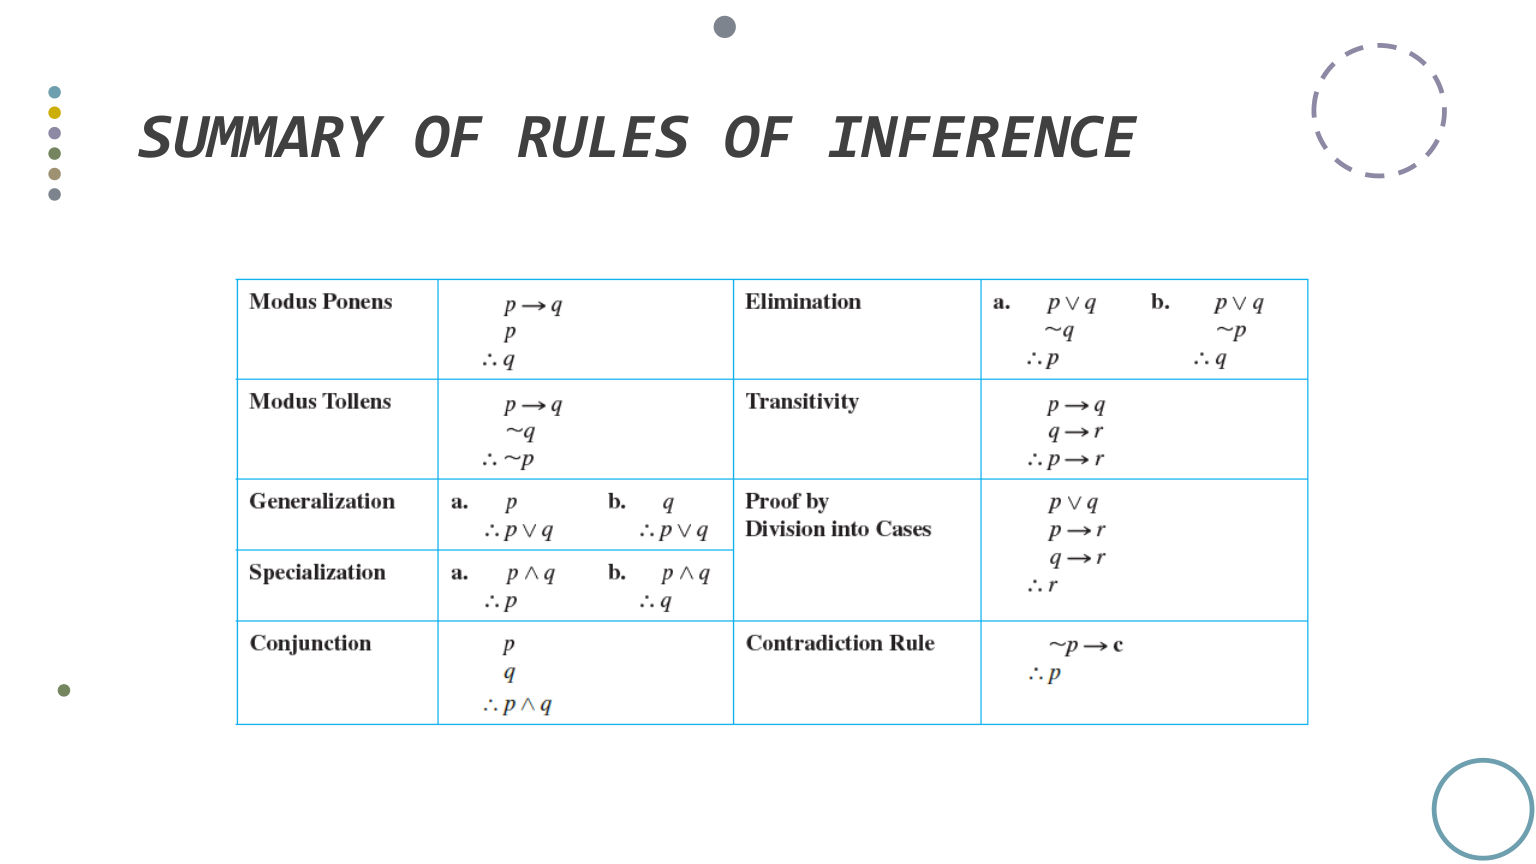 SUMMARY OF RULES OF INFERENCE
Modus Ponens
p → q
p
∴ q
Elimination
a. p ∨ q b. p ∨ q
~q ~p
∴ p ∴ q
Modus Tollens
p → q
~q
∴ ~p
Transitivity
p → q
q → r
∴ p → r
Generalization
a. p b. q
∴ p ∨ q ∴ p ∨ q
Proof by
Division into Cases
p ∨ q
p → r
q → r
∴ r
Specialization
a. p ∧ q b. p ∧ q
∴ p ∴ q
Conjunction
p
q
∴ p ∧ q
Contradiction Rule
~p → c
∴ p